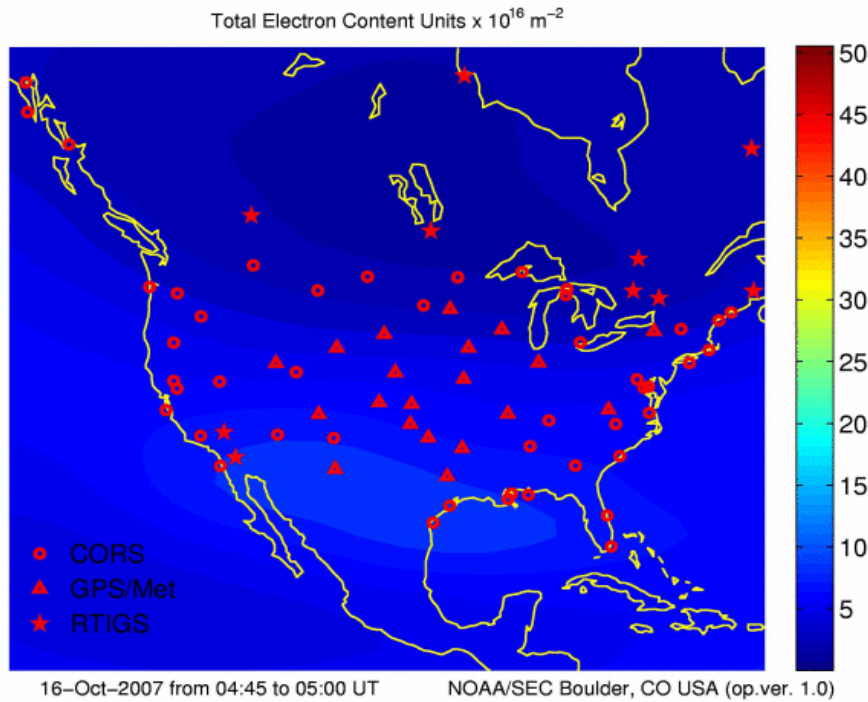 Total Electron Content Units x 10^16 m^-2
50
45
40
35
30
25
20
15
10
5
CORS
GPS/Met
RTIGS
16-Oct-2007 from 04:45 to 05:00 UT NOAA/SEC Boulder, CO USA (op.ver. 1.0)